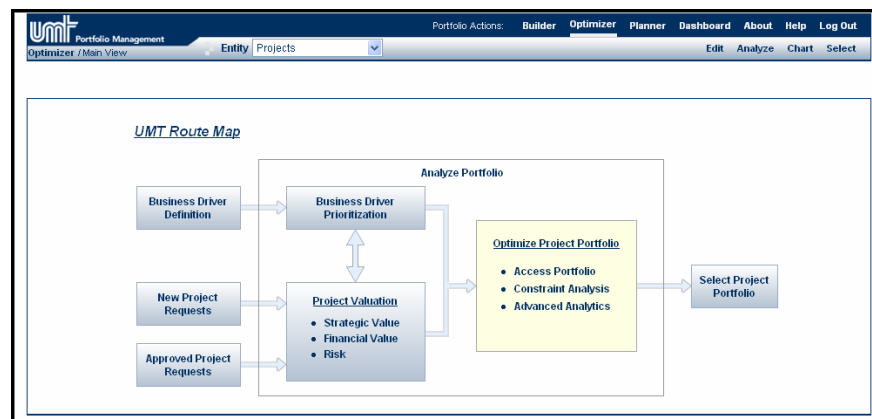 umt Portfolio Management
Portfolio Actions: Builder Optimizer Planner Dashboard About Help Log Out
Optimizer / Main View
Entity Projects
Edit Analyze Chart Select
UMT Route Map
Analyze Portfolio
Business Driver
Definition
Business Driver
Prioritization
New Project
Requests
Approved Project
Requests
Project Valuation
• Strategic Value
• Financial Value
• Risk
Optimize Project Portfolio
• Access Portfolio
• Constraint Analysis
• Advanced Analytics
Select Project
Portfolio